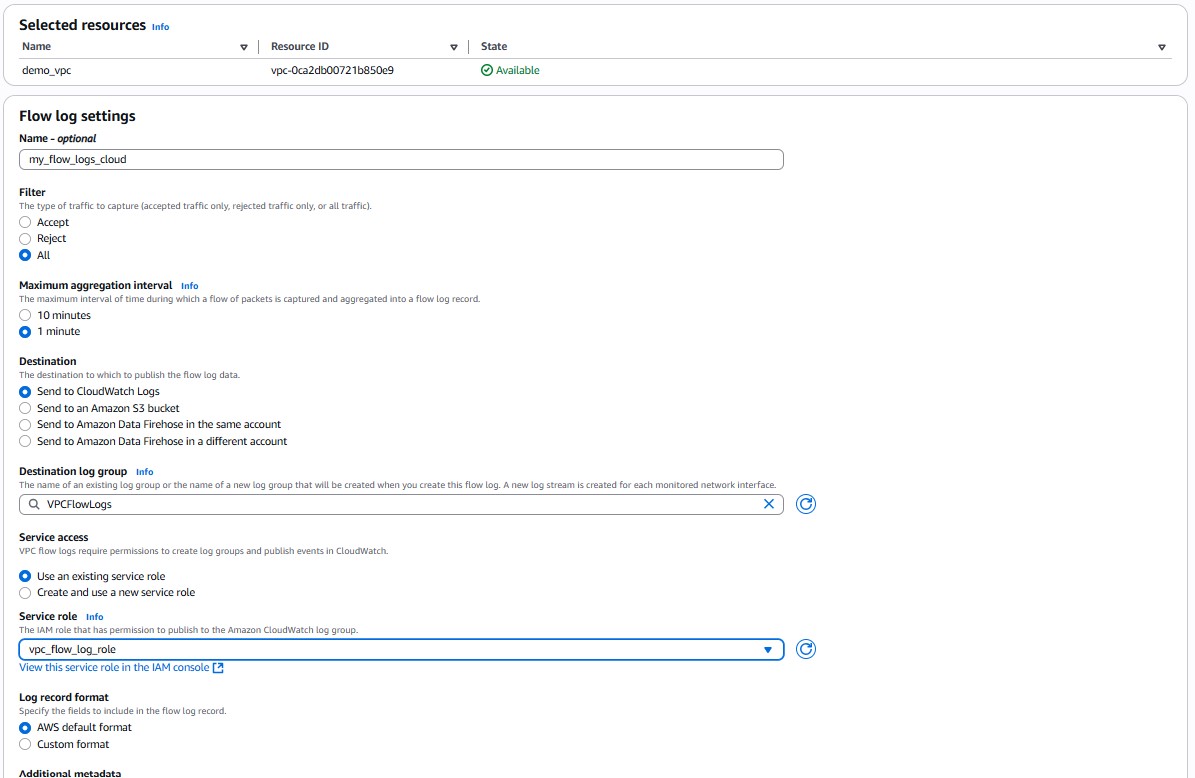 Selected resources Info
Name Resource ID State
demo_vpc vpc-0ca2db00721b850e9 Available
Flow log settings
Name - optional
my_flow_logs_cloud
Filter
The type of traffic to capture (accepted traffic only, rejected traffic only, or all traffic).
Accept
Reject
All
Maximum aggregation interval Info
The maximum interval of time during which a flow of packets is captured and aggregated into a flow log record.
10 minutes
1 minute
Destination
The destination to which to publish the flow log data.
Send to CloudWatch Logs
Send to an Amazon S3 bucket
Send to Amazon Data Firehose in the same account
Send to Amazon Data Firehose in a different account
Destination log group Info
The name of an existing log group or the name of a new log group that will be created when you create this flow log. A new log stream is created for each monitored network interface.
VPCFlowLogs
Service access
VPC flow logs require permissions to create log groups and publish events in CloudWatch.
Use an existing service role
Create and use a new service role
Service role Info
The IAM role that has permission to publish to the Amazon CloudWatch log group.
vpc_flow_log_role
View this service role in the IAM console
Log record format
Specify the fields to include in the flow log record.
AWS default format
Custom format
Additional metadata